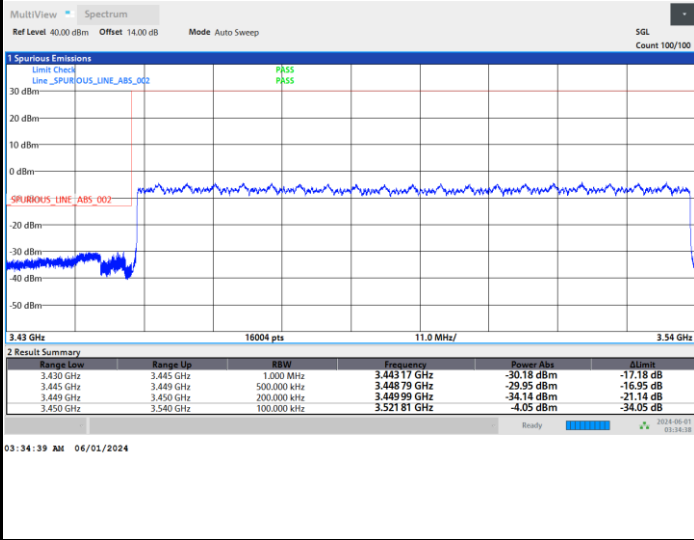 MultiView Spectrum
Ref Level 40.00 dBm Offset 14.00 dB Mode Auto Sweep SGL
Count 100/100
1 Spurious Emissions
Limit Check PASS
Line _SPURIOUS_LINE_ABS_002 PASS
30 dBm
20 dBm
10 dBm
0 dBm
_SPURIOUS_LINE_ABS_002
-20 dBm
-30 dBm
-40 dBm
-50 dBm
3.43 GHz 16004 pts 11.0 MHz/ 3.54 GHz
2 Result Summary
Range Low Range Up RBW Frequency Power Abs ΔLimit
3.430 GHz 3.445 GHz 1.000 MHz 3.443 17 GHz -30.18 dBm -17.18 dB
3.445 GHz 3.449 GHz 500.000 kHz 3.448 79 GHz -29.95 dBm -16.95 dB
3.449 GHz 3.450 GHz 200.000 kHz 3.449 99 GHz -34.14 dBm -21.14 dB
3.450 GHz 3.540 GHz 100.000 kHz 3.521 81 GHz -4.05 dBm -34.05 dB
Ready 2024-06-01
03:34:38
03:34:39 AM 06/01/2024